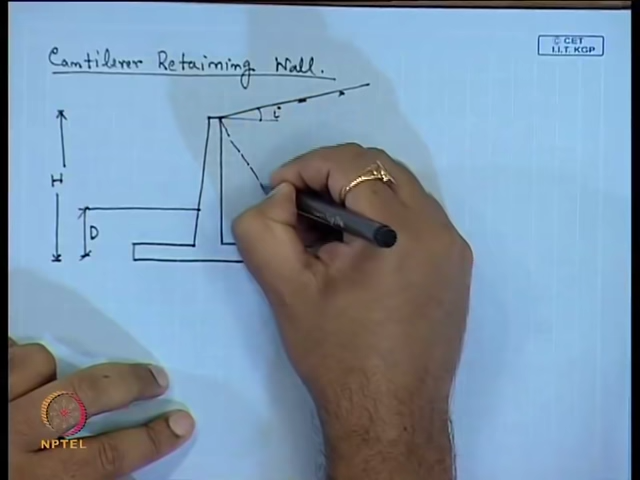 © CET
I.I.T. KGP
Cantilever Retaining Wall.
i
H
D
NPTEL